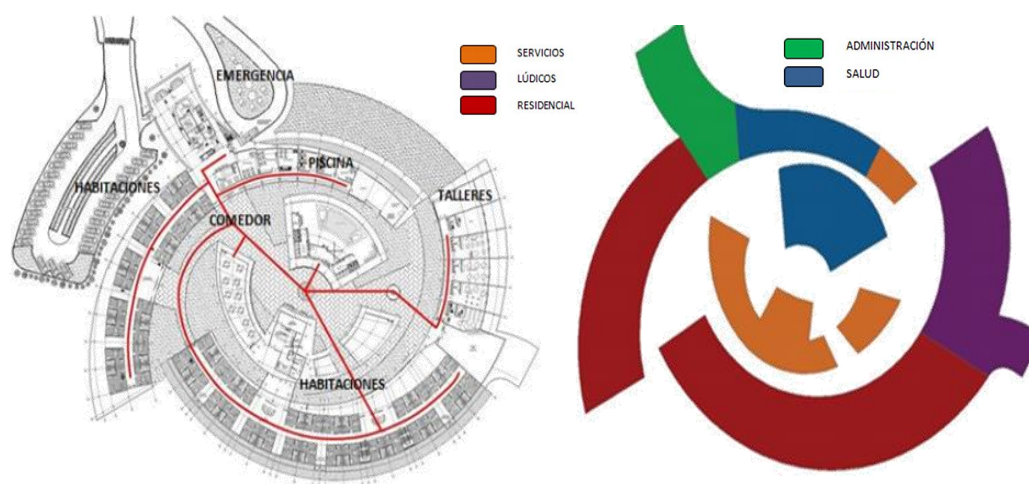 EMERGENCIA
HABITACIONES
PISCINA
TALLERES
COMEDOR
HABITACIONES
SERVICIOS
LÚDICOS
RESIDENCIAL
ADMINISTRACIÓN
SALUD